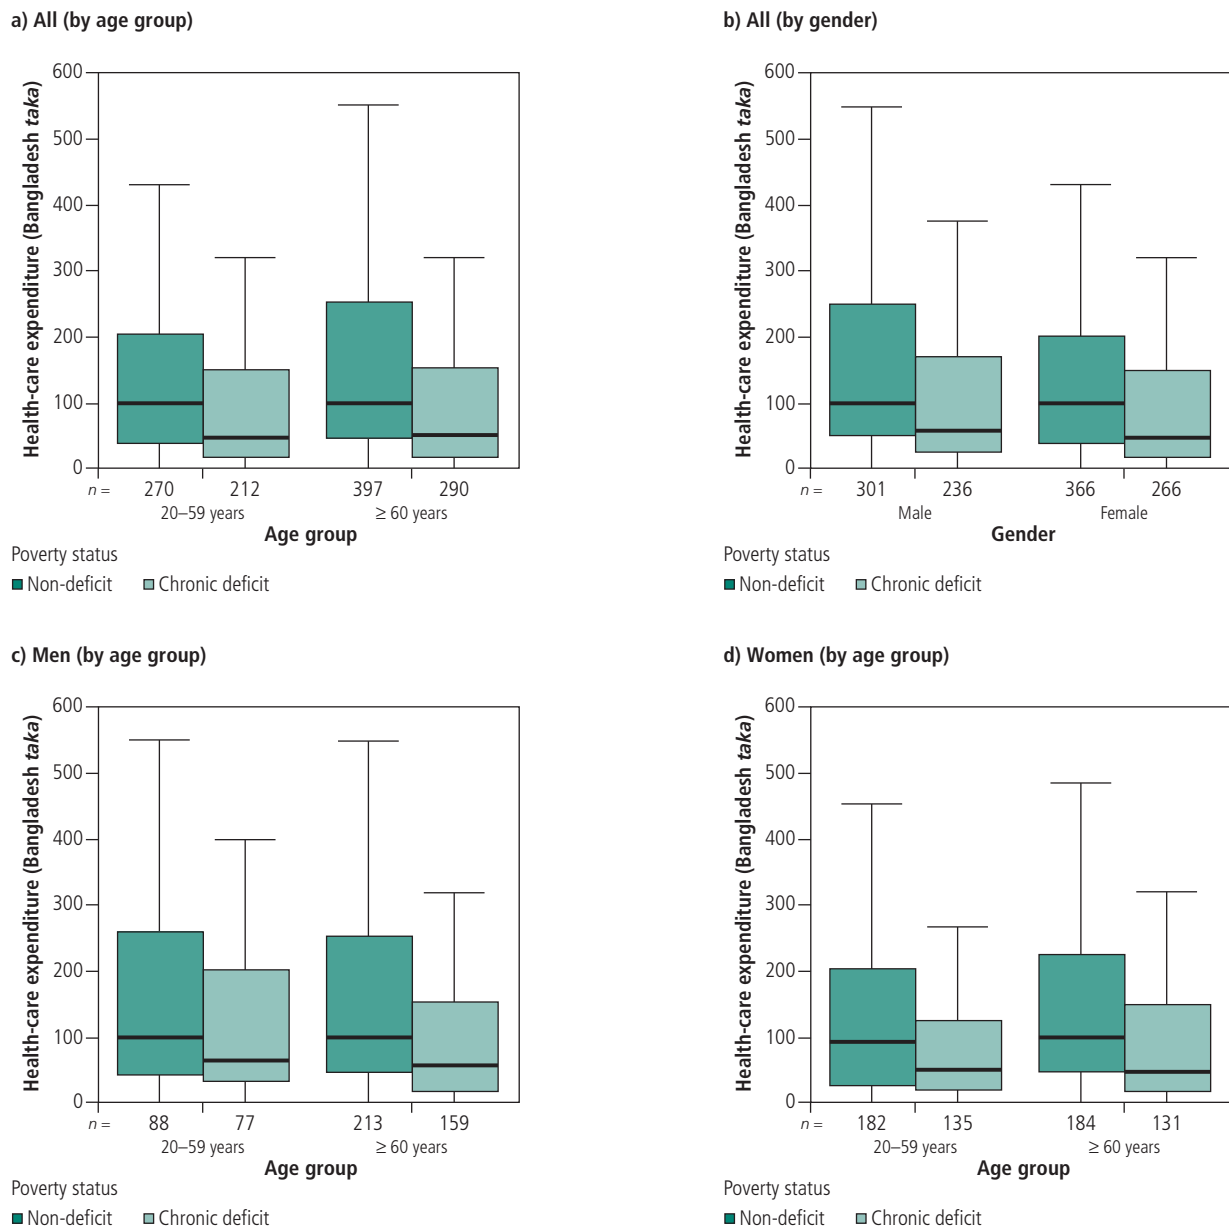 a) All (by age group)
Health-care expenditure (Bangladesh taka)
600
500
400
300
200
100
0
n = 270 212 397 290
20–59 years ≥ 60 years
Age group
Poverty status
Non-deficit Chronic deficit
b) All (by gender)
Health-care expenditure (Bangladesh taka)
600
500
400
300
200
100
0
n = 301 236 366 266
Male Female
Gender
Poverty status
Non-deficit Chronic deficit
c) Men (by age group)
Health-care expenditure (Bangladesh taka)
600
500
400
300
200
100
0
n = 88 77 213 159
20–59 years ≥ 60 years
Age group
Poverty status
Non-deficit Chronic deficit
d) Women (by age group)
Health-care expenditure (Bangladesh taka)
600
500
400
300
200
100
0
n = 182 135 184 131
20–59 years ≥ 60 years
Age group
Poverty status
Non-deficit Chronic deficit